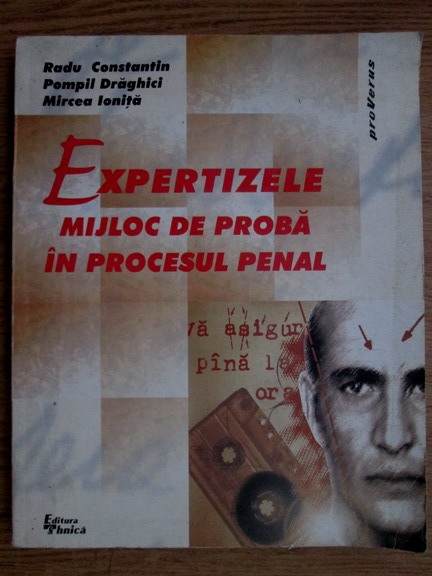 Radu Constantin
Pompil Drăghici
Mircea Ioniță
proVerus
EXPERTIZELE
MIJLOC DE PROBĂ
ÎN PROCESUL PENAL
vă asigur
pînă la
ora
Editura
Tehnică